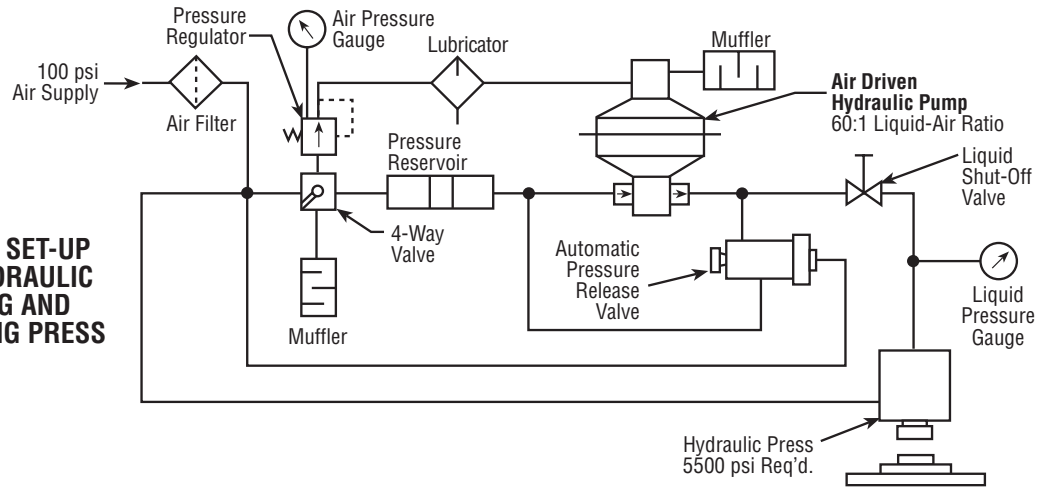 Pressure
Regulator
Air Pressure
Gauge
Lubricator
Muffler
100 psi
Air Supply
Air Filter
Air Driven
Hydraulic Pump
60:1 Liquid-Air Ratio
Pressure
Reservoir
Liquid
Shut-Off
Valve
4-Way
Valve
SET-UP
AND
PRESS
Automatic
Pressure
Release
Valve
Muffler
Liquid
Pressure
Gauge
Hydraulic Press
5500 psi Req'd.